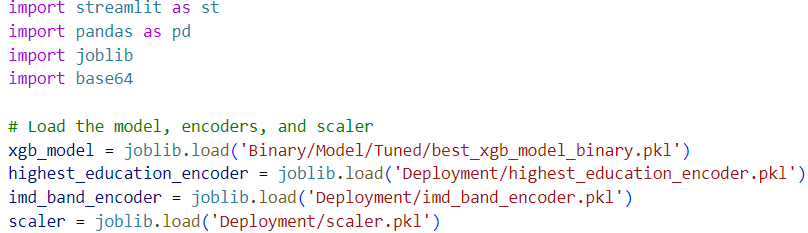 import streamlit as st
import pandas as pd
import joblib
import base64
# Load the model, encoders, and scaler
xgb_model = joblib.load('Binary/Model/Tuned/best_xgb_model_binary.pkl')
highest_education_encoder = joblib.load('Deployment/highest_education_encoder.pkl')
imd_band_encoder = joblib.load('Deployment/imd_band_encoder.pkl')
scaler = joblib.load('Deployment/scaler.pkl')